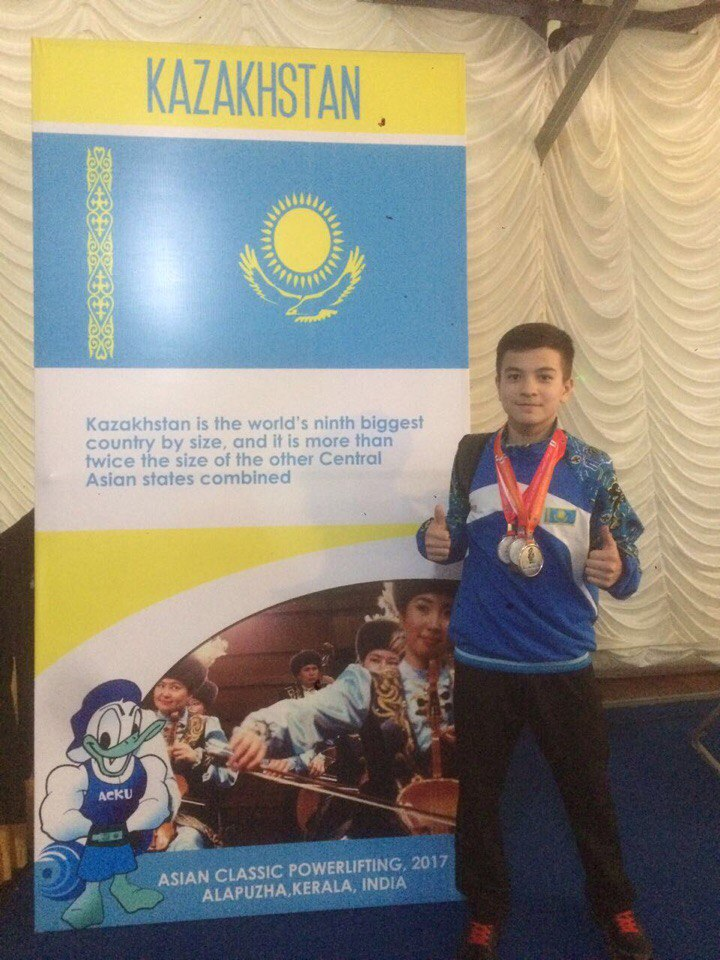 KAZAKHSTAN
Kazakhstan is the world's ninth biggest
country by size, and it is more than
twice the size of the other Central
Asian states combined
ACKU
ASIAN CLASSIC POWERLIFTING, 2017
ALAPUZHA,KERALA, INDIA